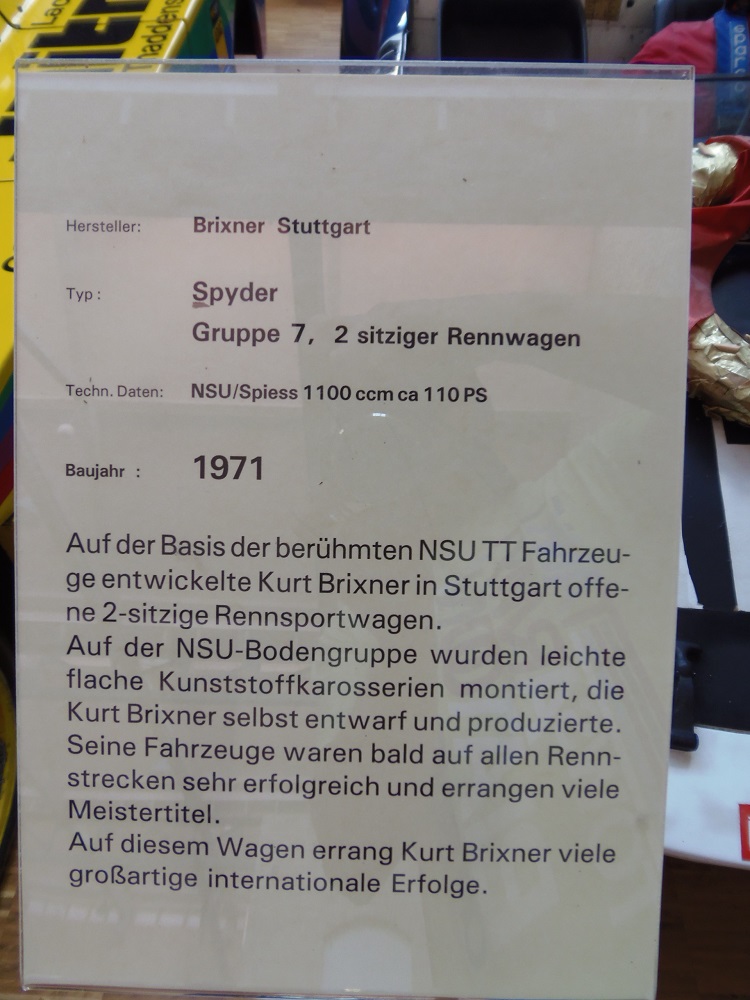 Hersteller: Brixner Stuttgart
Typ: Spyder
Gruppe 7, 2 sitziger Rennwagen
Techn. Daten: NSU/Spiess 1100 ccm ca 110 PS
Baujahr : 1971
Auf der Basis der berühmten NSU TT Fahrzeu-
ge entwickelte Kurt Brixner in Stuttgart offe-
ne 2-sitzige Rennsportwagen.
Auf der NSU-Bodengruppe wurden leichte
flache Kunststoffkarosserien montiert, die
Kurt Brixner selbst entwarf und produzierte.
Seine Fahrzeuge waren bald auf allen Renn-
strecken sehr erfolgreich und errangen viele
Meistertitel.
Auf diesem Wagen errang Kurt Brixner viele
großartige internationale Erfolge.